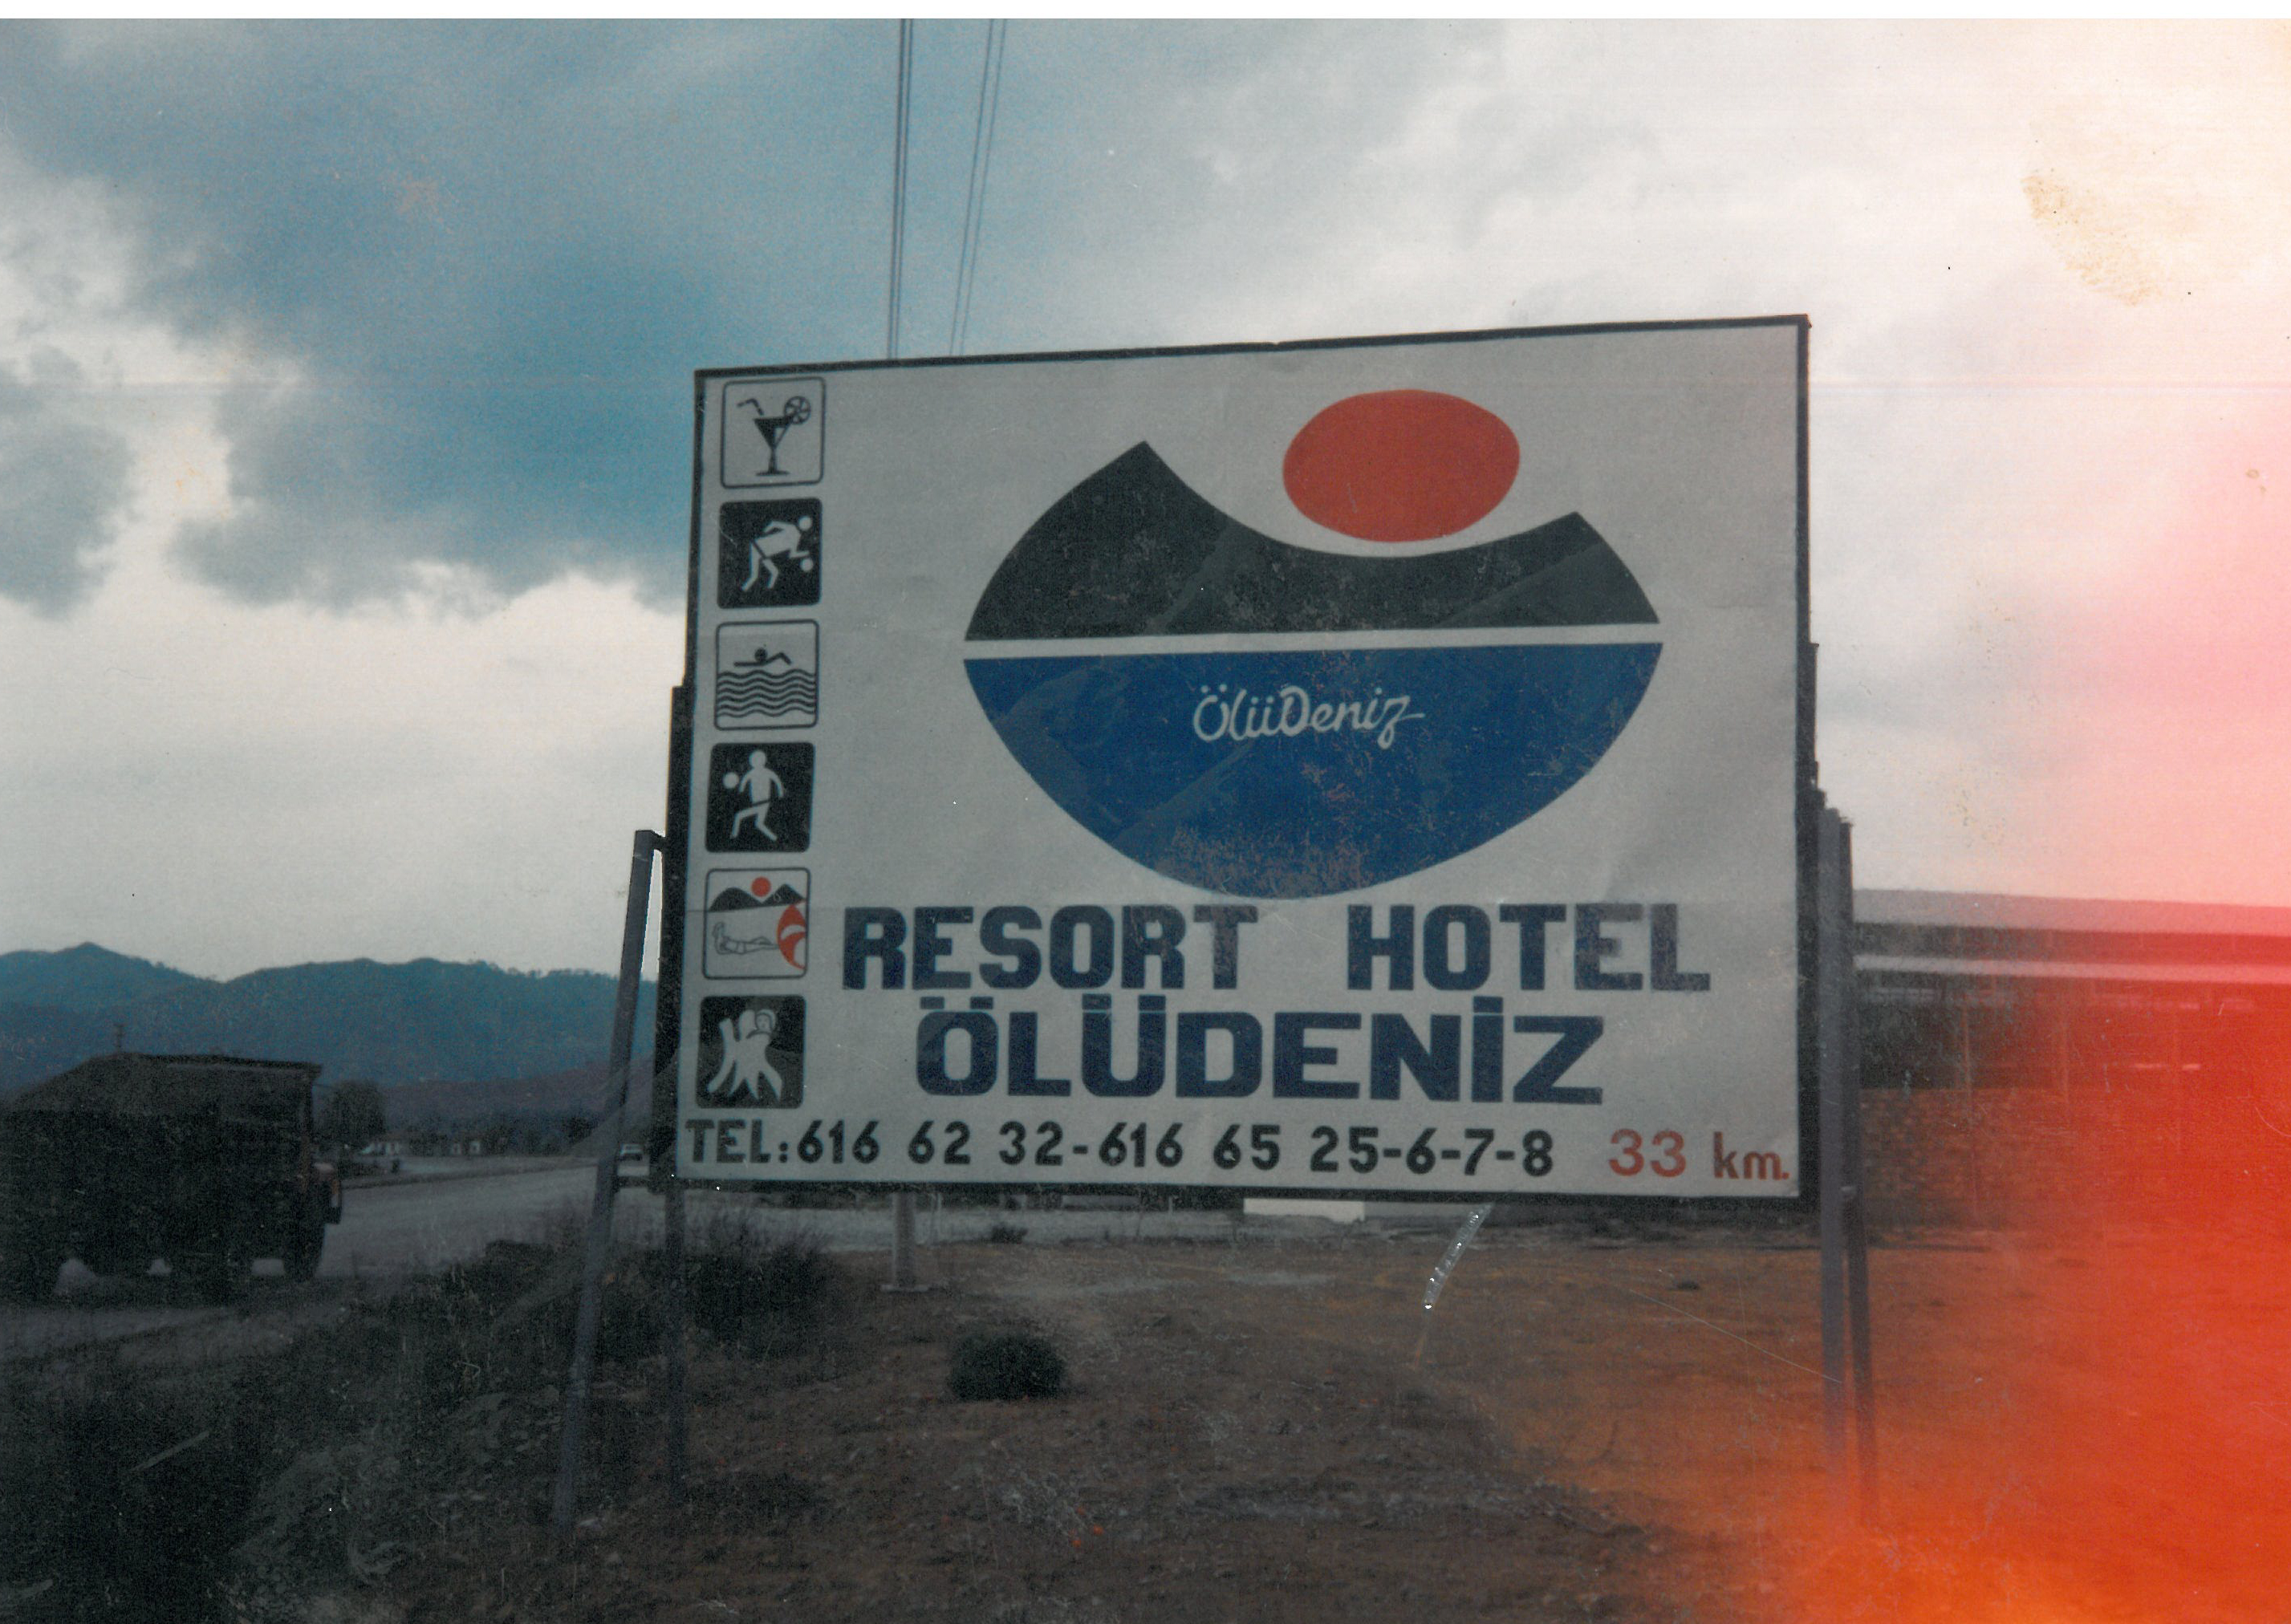 ÖlüDeniz
RESORT HOTEL
ÖLÜDENİZ
TEL:616 62 32-616 65 25-6-7-8 33 km.